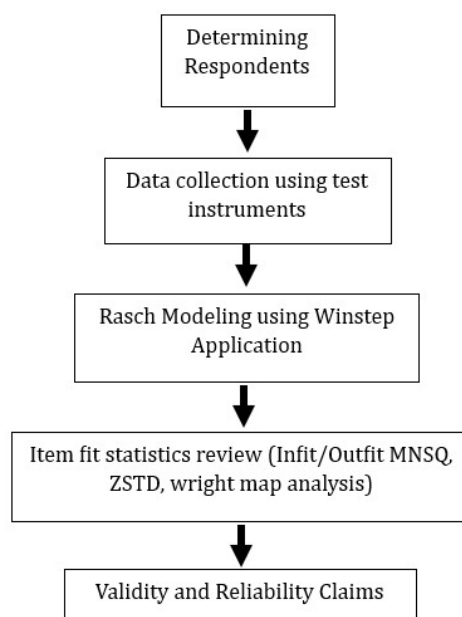 Determining
Respondents
Data collection using test
instruments
Rasch Modeling using Winstep
Application
Item fit statistics review (Infit/Outfit MNSQ,
ZSTD, wright map analysis)
Validity and Reliability Claims